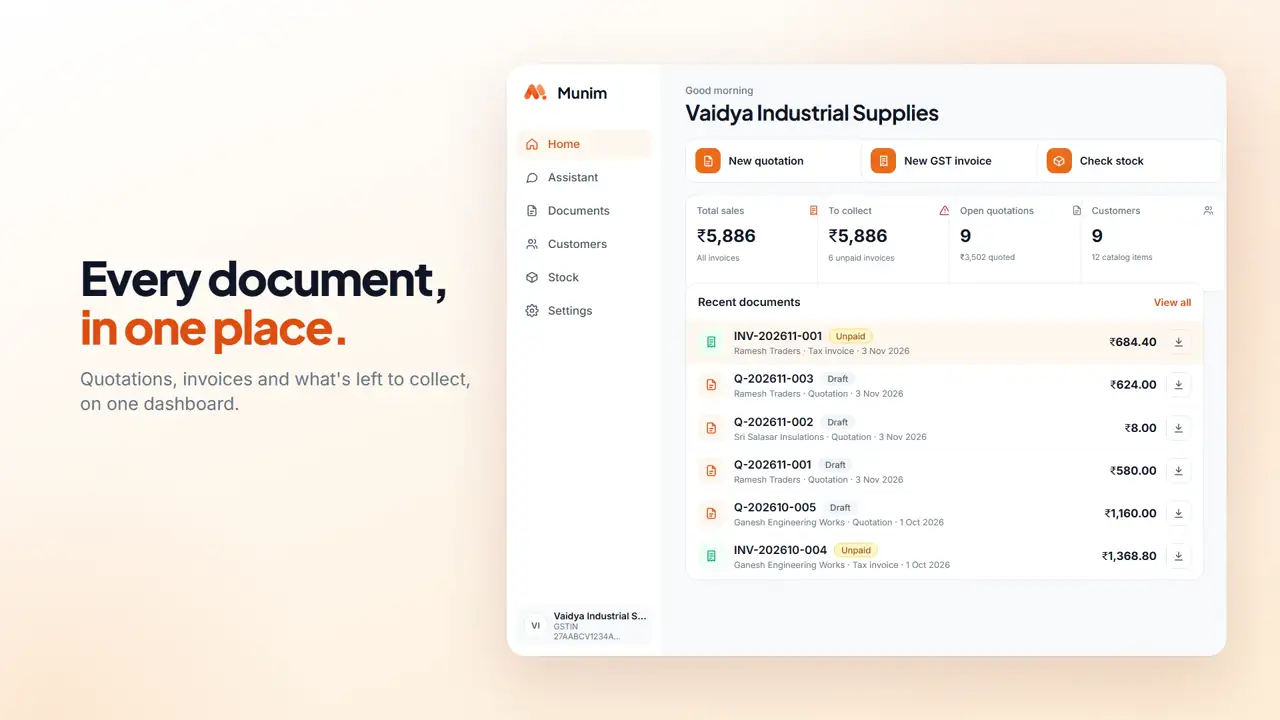 Every document,
in one place.
Quotations, invoices and what's left to collect,
on one dashboard.
Munim
Home
Assistant
Documents
Customers
Stock
Settings
VI
Vaidya Industrial S...
GSTIN
27AABCV1234A...
Good morning
Vaidya Industrial Supplies
New quotation
New GST invoice
Check stock
Total sales
₹5,886
All invoices
To collect
₹5,886
6 unpaid invoices
Open quotations
9
₹3,502 quoted
Customers
9
12 catalog items
Recent documents
View all
INV-202611-001 Unpaid
Ramesh Traders · Tax invoice · 3 Nov 2026
₹684.40
Q-202611-003 Draft
Ramesh Traders · Quotation · 3 Nov 2026
₹624.00
Q-202611-002 Draft
Sri Salasar Insulations · Quotation · 3 Nov 2026
₹8.00
Q-202611-001 Draft
Ramesh Traders · Quotation · 3 Nov 2026
₹580.00
Q-202610-005 Draft
Ganesh Engineering Works · Quotation · 1 Oct 2026
₹1,160.00
INV-202610-004 Unpaid
Ganesh Engineering Works · Tax invoice · 1 Oct 2026
₹1,368.80